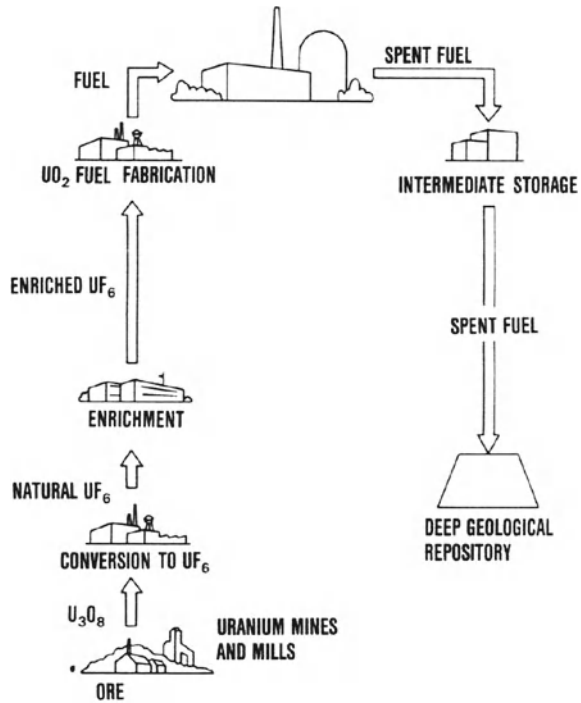 FUEL
SPENT FUEL
UO₂ FUEL FABRICATION
INTERMEDIATE STORAGE
ENRICHED UF₆
SPENT FUEL
ENRICHMENT
NATURAL UF₆
DEEP GEOLOGICAL
REPOSITORY
CONVERSION TO UF₆
U₃O₈
URANIUM MINES
AND MILLS
ORE